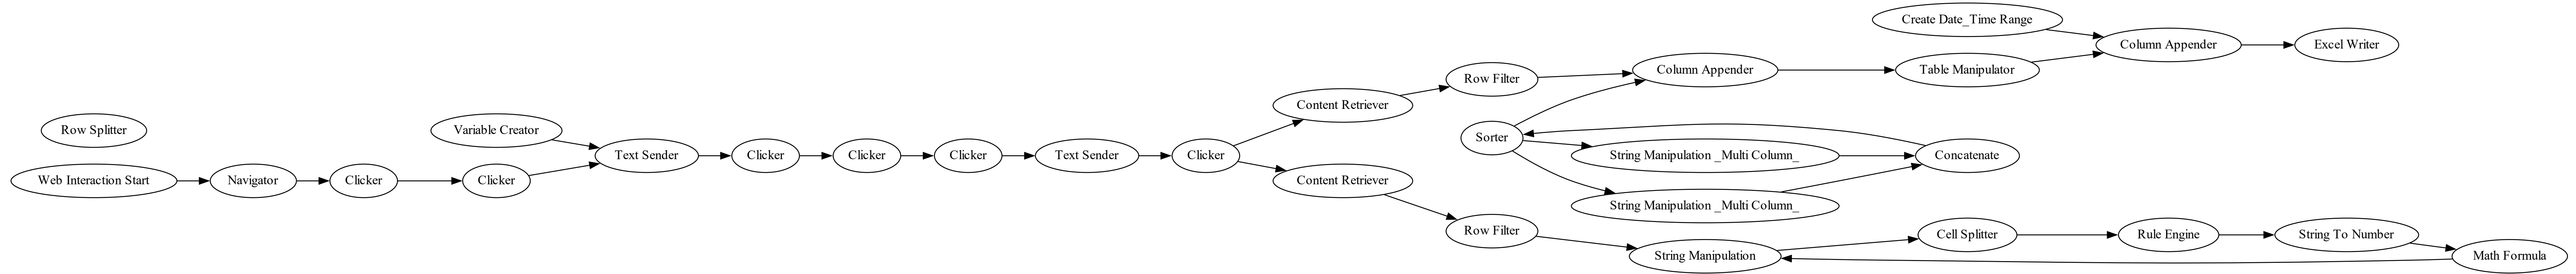 Create Date_Time Range
Column Appender
Excel Writer
Column Appender
Table Manipulator
Row Filter
Content Retriever
Row Splitter
Variable Creator
Sorter
Text Sender
Clicker
Clicker
Clicker
Text Sender
Clicker
String Manipulation _Multi Column_
Concatenate
Web Interaction Start
Navigator
Clicker
Clicker
Content Retriever
String Manipulation _Multi Column_
Row Filter
Cell Splitter
Rule Engine
String To Number
String Manipulation
Math Formula